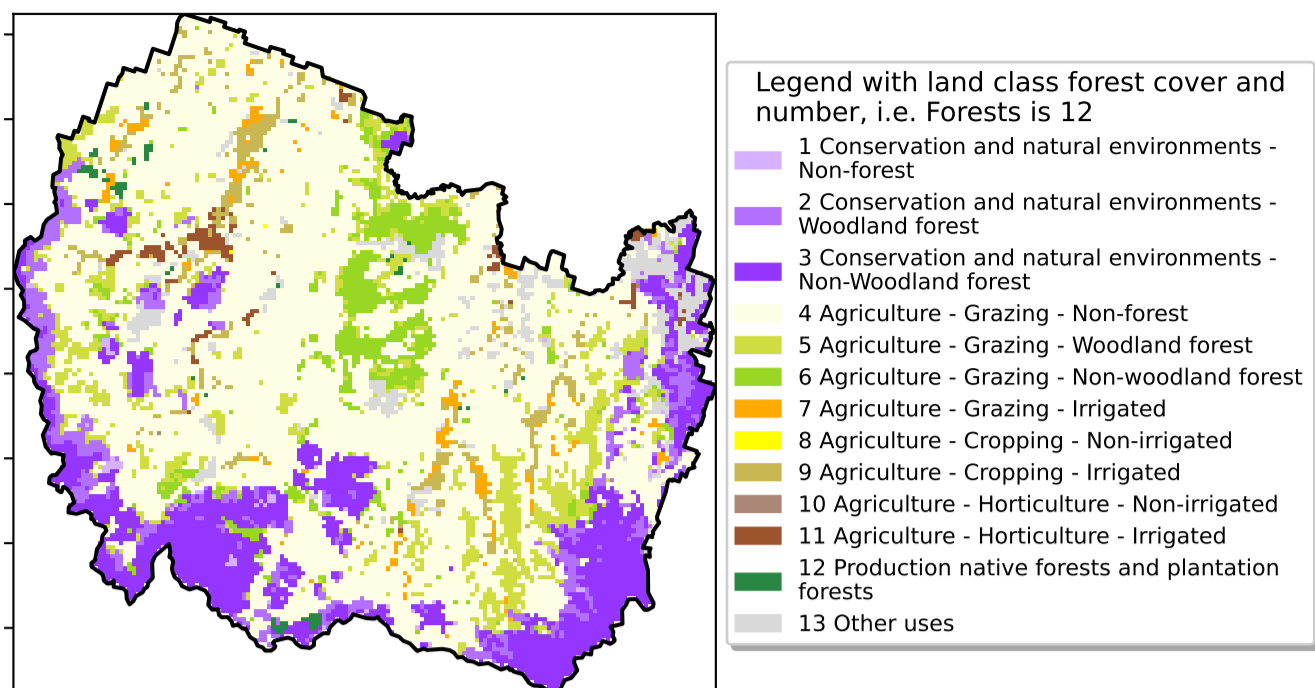 Legend with land class forest cover and
number, i.e. Forests is 12
1 Conservation and natural environments -
Non-forest
2 Conservation and natural environments -
Woodland forest
3 Conservation and natural environments -
Non-Woodland forest
4 Agriculture - Grazing - Non-forest
5 Agriculture - Grazing - Woodland forest
6 Agriculture - Grazing - Non-woodland forest
7 Agriculture - Grazing - Irrigated
8 Agriculture - Cropping - Non-irrigated
9 Agriculture - Cropping - Irrigated
10 Agriculture - Horticulture - Non-irrigated
11 Agriculture - Horticulture - Irrigated
12 Production native forests and plantation
forests
13 Other uses